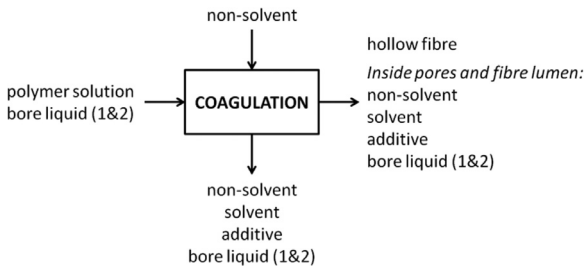 non-solvent
polymer solution
bore liquid (1&2)
COAGULATION
hollow fibre
Inside pores and fibre lumen:
non-solvent
solvent
additive
bore liquid (1&2)
non-solvent
solvent
additive
bore liquid (1&2)